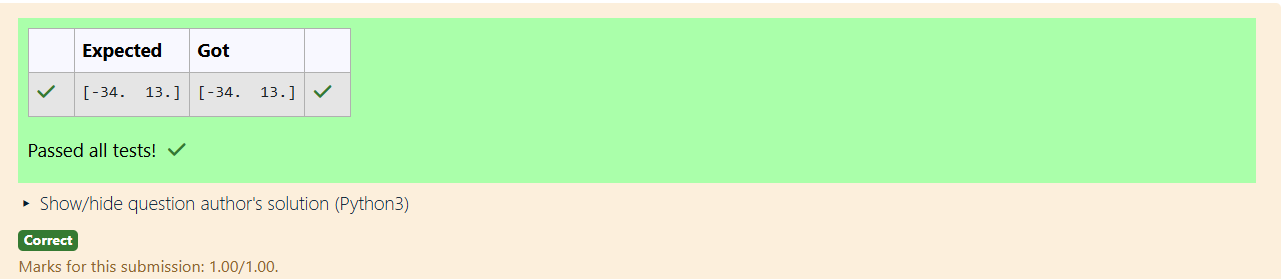 Expected Got
[-34.  13.] [-34.  13.]
Passed all tests!
Show/hide question author's solution (Python3)
Correct
Marks for this submission: 1.00/1.00.